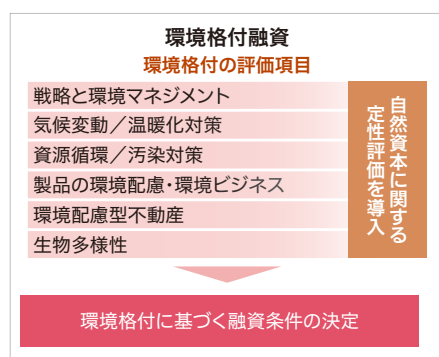 環境格付融資
環境格付の評価項目
戦略と環境マネジメント
気候変動／温暖化対策
資源循環／汚染対策
製品の環境配慮・環境ビジネス
環境配慮型不動産
生物多様性
自然資本に関する
定性評価を導入
環境格付に基づく融資条件の決定